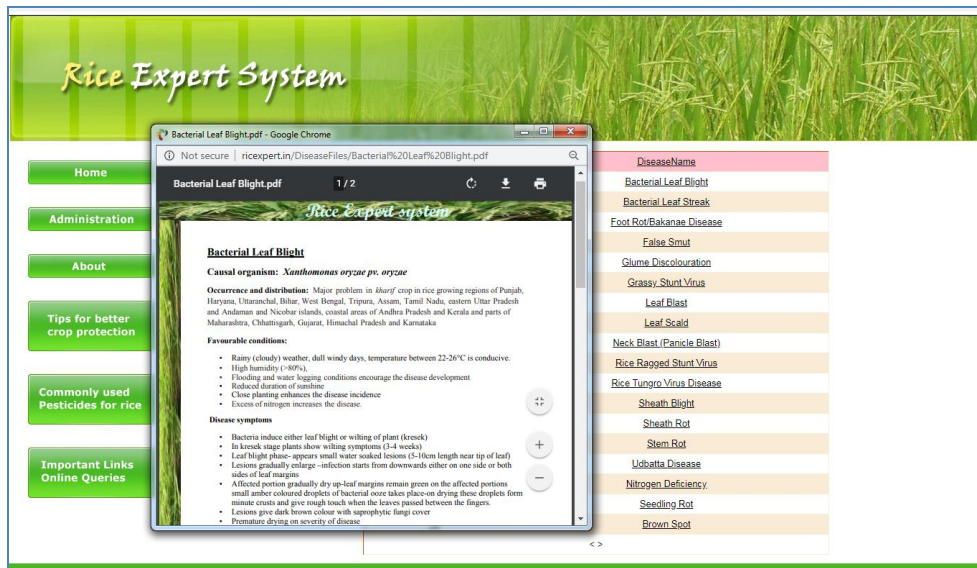 Rice Expert System
Bacterial Leaf Blight.pdf - Google Chrome
Not secure | ricexpert.in/DiseaseFiles/Bacterial%20Leaf%20Blight.pdf
Bacterial Leaf Blight.pdf 1 / 2
Rice Expert system
Bacterial Leaf Blight
Causal organism: Xanthomonas oryzae pv. oryzae
Occurrence and distribution: Major problem in kharif crop in rice growing regions of Punjab,
Haryana, Uttaranchal, Bihar, West Bengal, Tripura, Assam, Tamil Nadu, eastern Uttar Pradesh
and Andaman and Nicobar islands, coastal areas of Andhra Pradesh and Kerala and parts of
Maharashtra, Chhattisgarh, Gujarat, Himachal Pradesh and Karnataka
Favourable conditions:
• Rainy (cloudy) weather, dull windy days, temperature between 22-26°C is conducive.
• High humidity (>80%),
• Flooding and water logging conditions encourage the disease development
• Reduced duration of sunshine
• Close planting enhances the disease incidence
• Excess of nitrogen increases the disease.
Disease symptoms
• Bacteria induce either leaf blight or wilting of plant (kresek)
• In kresek stage plants show wilting symptoms (3-4 weeks)
• Leaf blight phase- appears small water soaked lesions (5-10cm length near tip of leaf)
• Lesions gradually enlarge –infection starts from downwards either on one side or both
sides of leaf margins
• Affected portion gradually dry up-leaf margins remain green on the affected portions
small amber coloured droplets of bacterial ooze takes place-on drying these droplets form
minute crusts and give rough touch when the leaves passed between the fingers.
• Lesions give dark brown colour with saprophytic fungi cover
• Premature drying on severity of disease
Home
Administration
About
Tips for better
crop protection
Commonly used
Pesticides for rice
Important Links
Online Queries
DiseaseName
Bacterial Leaf Blight
Bacterial Leaf Streak
Foot Rot/Bakanae Disease
False Smut
Glume Discolouration
Grassy Stunt Virus
Leaf Blast
Leaf Scald
Neck Blast (Panicle Blast)
Rice Ragged Stunt Virus
Rice Tungro Virus Disease
Sheath Blight
Sheath Rot
Stem Rot
Udbatta Disease
Nitrogen Deficiency
Seedling Rot
Brown Spot
< >